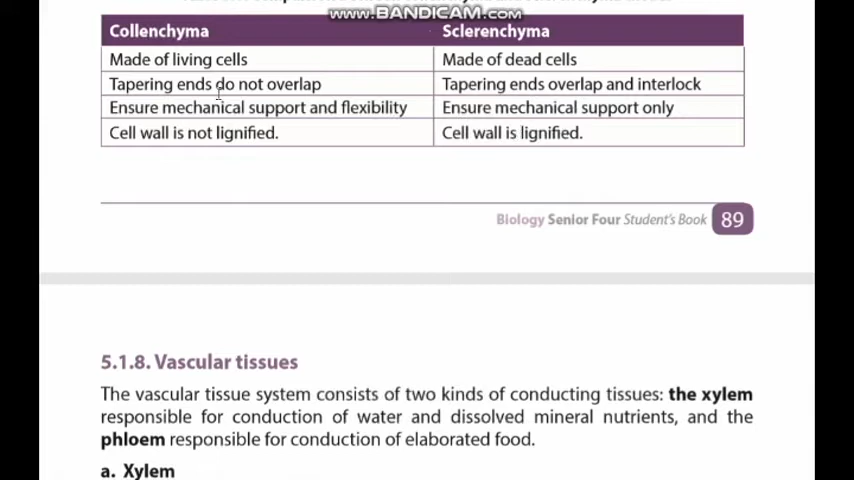 www.BANDICAM.com
Collenchyma Sclerenchyma
Made of living cells Made of dead cells
Tapering ends do not overlap Tapering ends overlap and interlock
Ensure mechanical support and flexibility Ensure mechanical support only
Cell wall is not lignified. Cell wall is lignified.
Biology Senior Four Student's Book 89
5.1.8. Vascular tissues
The vascular tissue system consists of two kinds of conducting tissues: the xylem
responsible for conduction of water and dissolved mineral nutrients, and the
phloem responsible for conduction of elaborated food.
a. Xylem